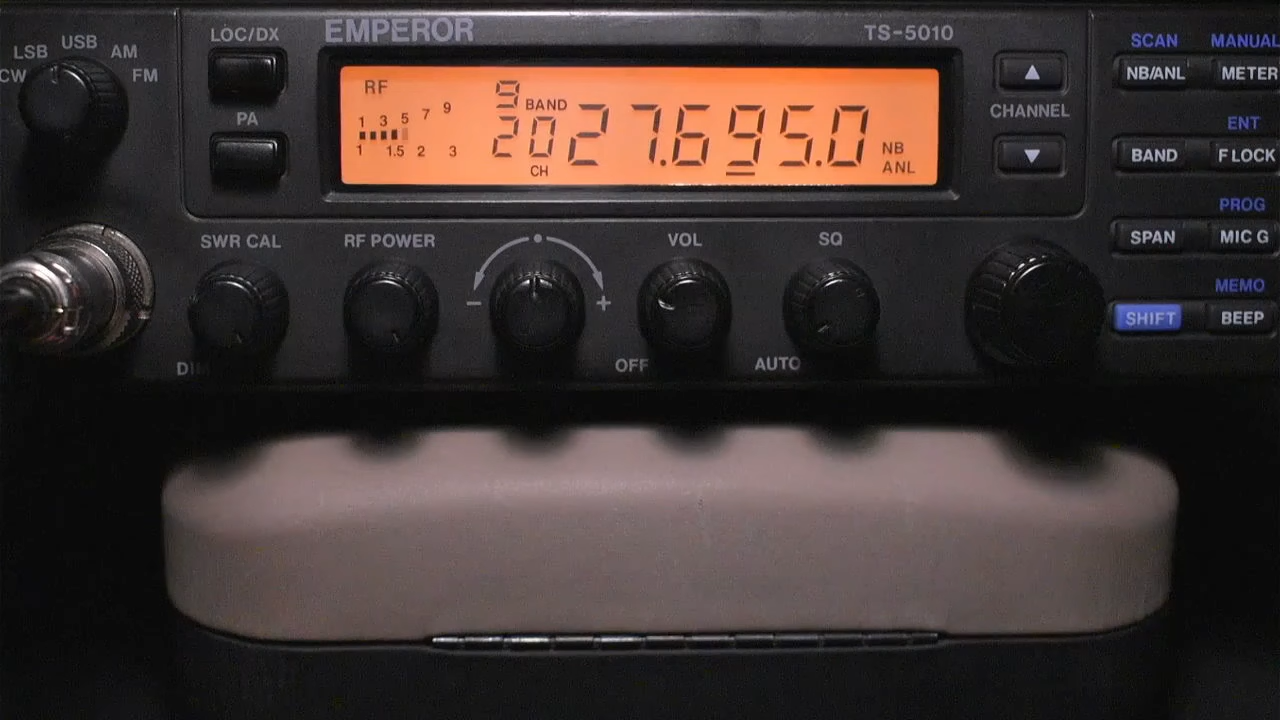 LSB USB AM
CW FM
LOC/DX
PA
EMPEROR TS-5010
RF
1 3 5 7 9
1 1.5 2 3
9 BAND
20 CH
27.695.0
NB
ANL
▲
CHANNEL
▼
SCAN MANUAL
NB/ANL METER
ENT
BAND F LOCK
PROG
SPAN MIC G
MEMO
SHIFT BEEP
SWR CAL RF POWER VOL SQ
− +
OFF AUTO